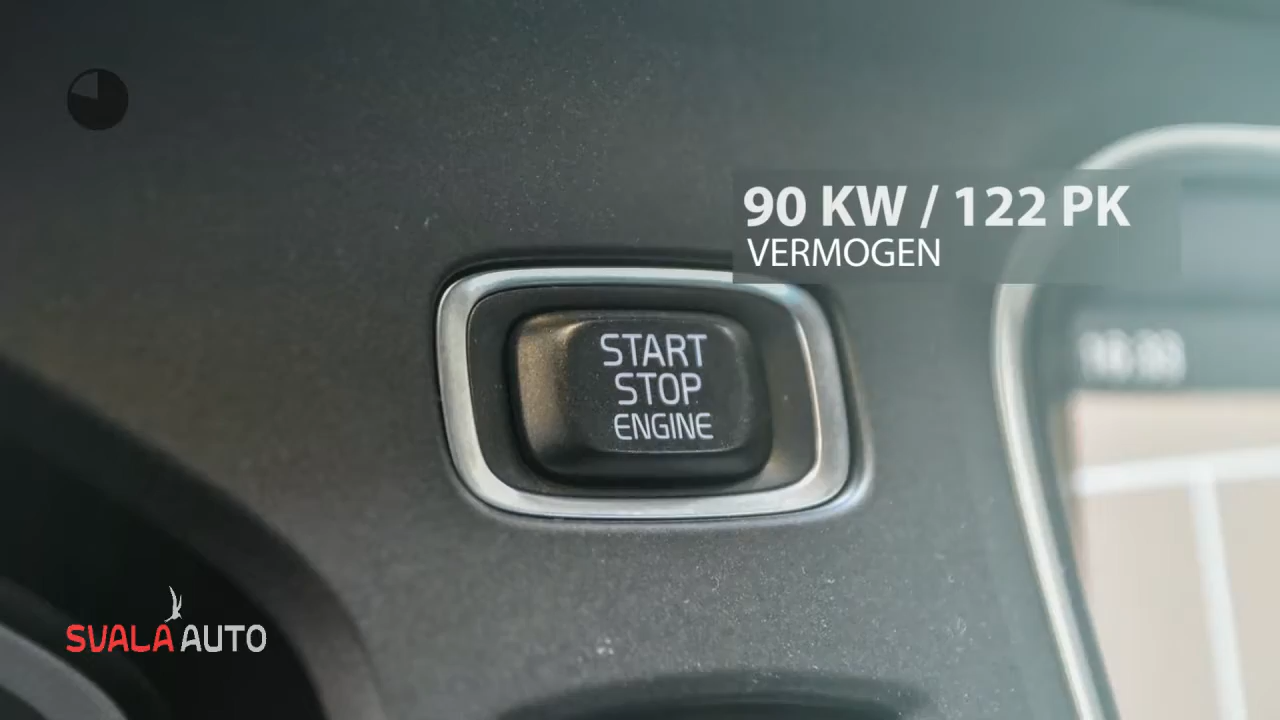 90 KW / 122 PK
VERMOGEN
START
STOP
ENGINE
SVALA AUTO